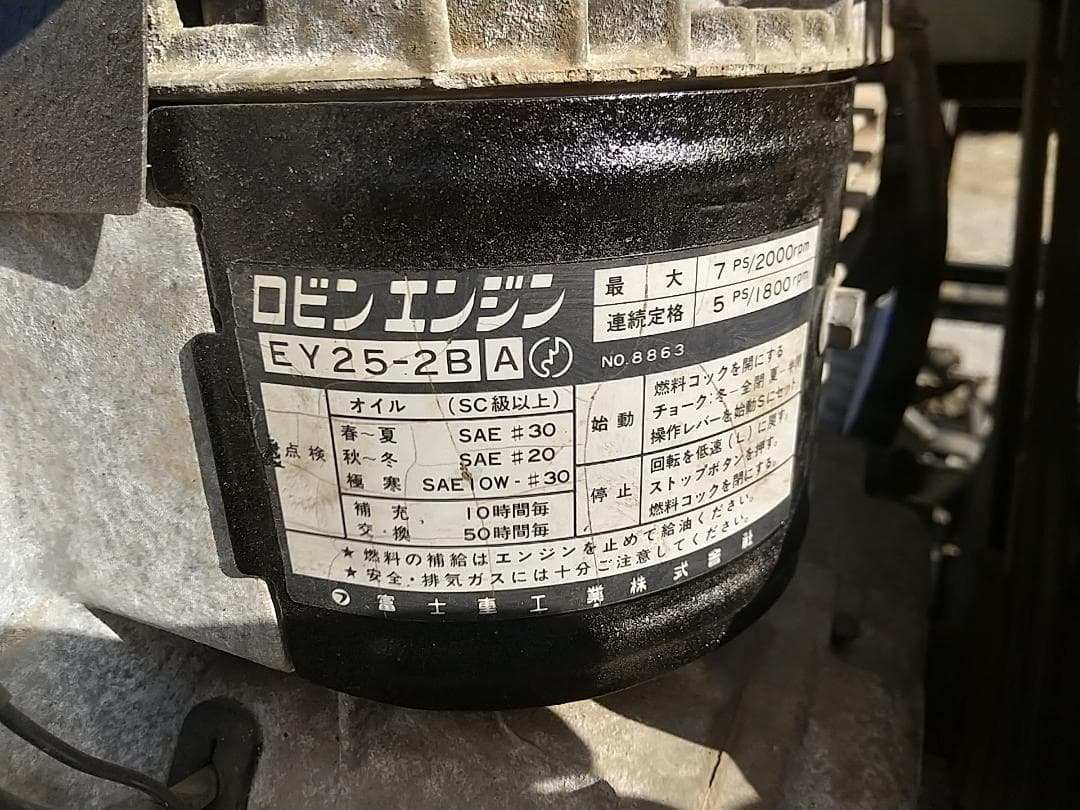 ロビンエンジン
EY25-2B A
最大 7 PS/2000rpm
連続定格 5 PS/1800rpm
NO.8863
点検
オイル (SC級以上)
春~夏 SAE #30
秋~冬 SAE #20
極寒 SAE10W-#30
補充 10時間毎
交換 50時間毎
始動
燃料コックを開にする
チョーク:冬-全閉 夏-半閉
操作レバーを始動Sにセット
停止
回転を低速(L)に戻す。
ストップボタンを押す。
燃料コックを閉にする。
★燃料の補給はエンジンを止めて給油ください。
★安全・排気ガスには十分ご注意してください。
富士重工業株式会社